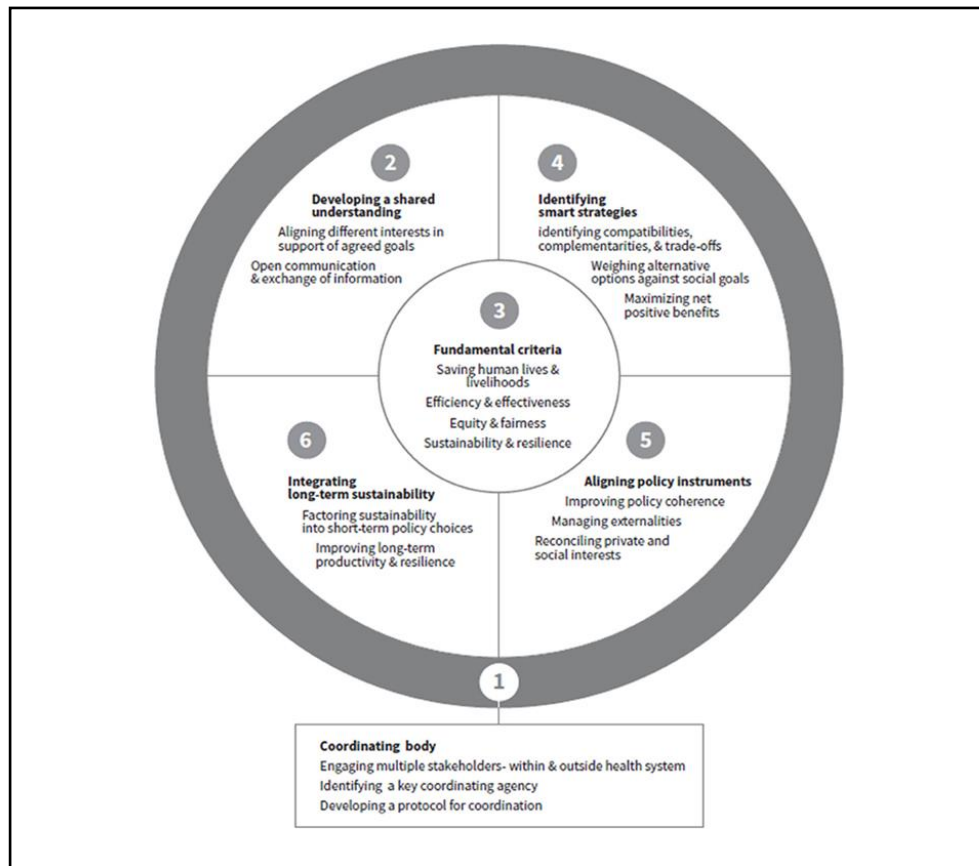 2
Developing a shared
understanding
Aligning different interests in
support of agreed goals
Open communication
& exchange of information
4
Identifying
smart strategies
identifying compatibilities,
complementarities, & trade-offs
Weighing alternative
options against social goals
Maximizing net
positive benefits
3
Fundamental criteria
Saving human lives &
livelihoods
Efficiency & effectiveness
Equity & fairness
Sustainability & resilience
6
Integrating
long-term sustainability
Factoring sustainability
into short-term policy choices
Improving long-term
productivity & resilience
5
Aligning policy instruments
Improving policy coherence
Managing externalities
Reconciling private and
social interests
1
Coordinating body
Engaging multiple stakeholders- within & outside health system
Identifying a key coordinating agency
Developing a protocol for coordination